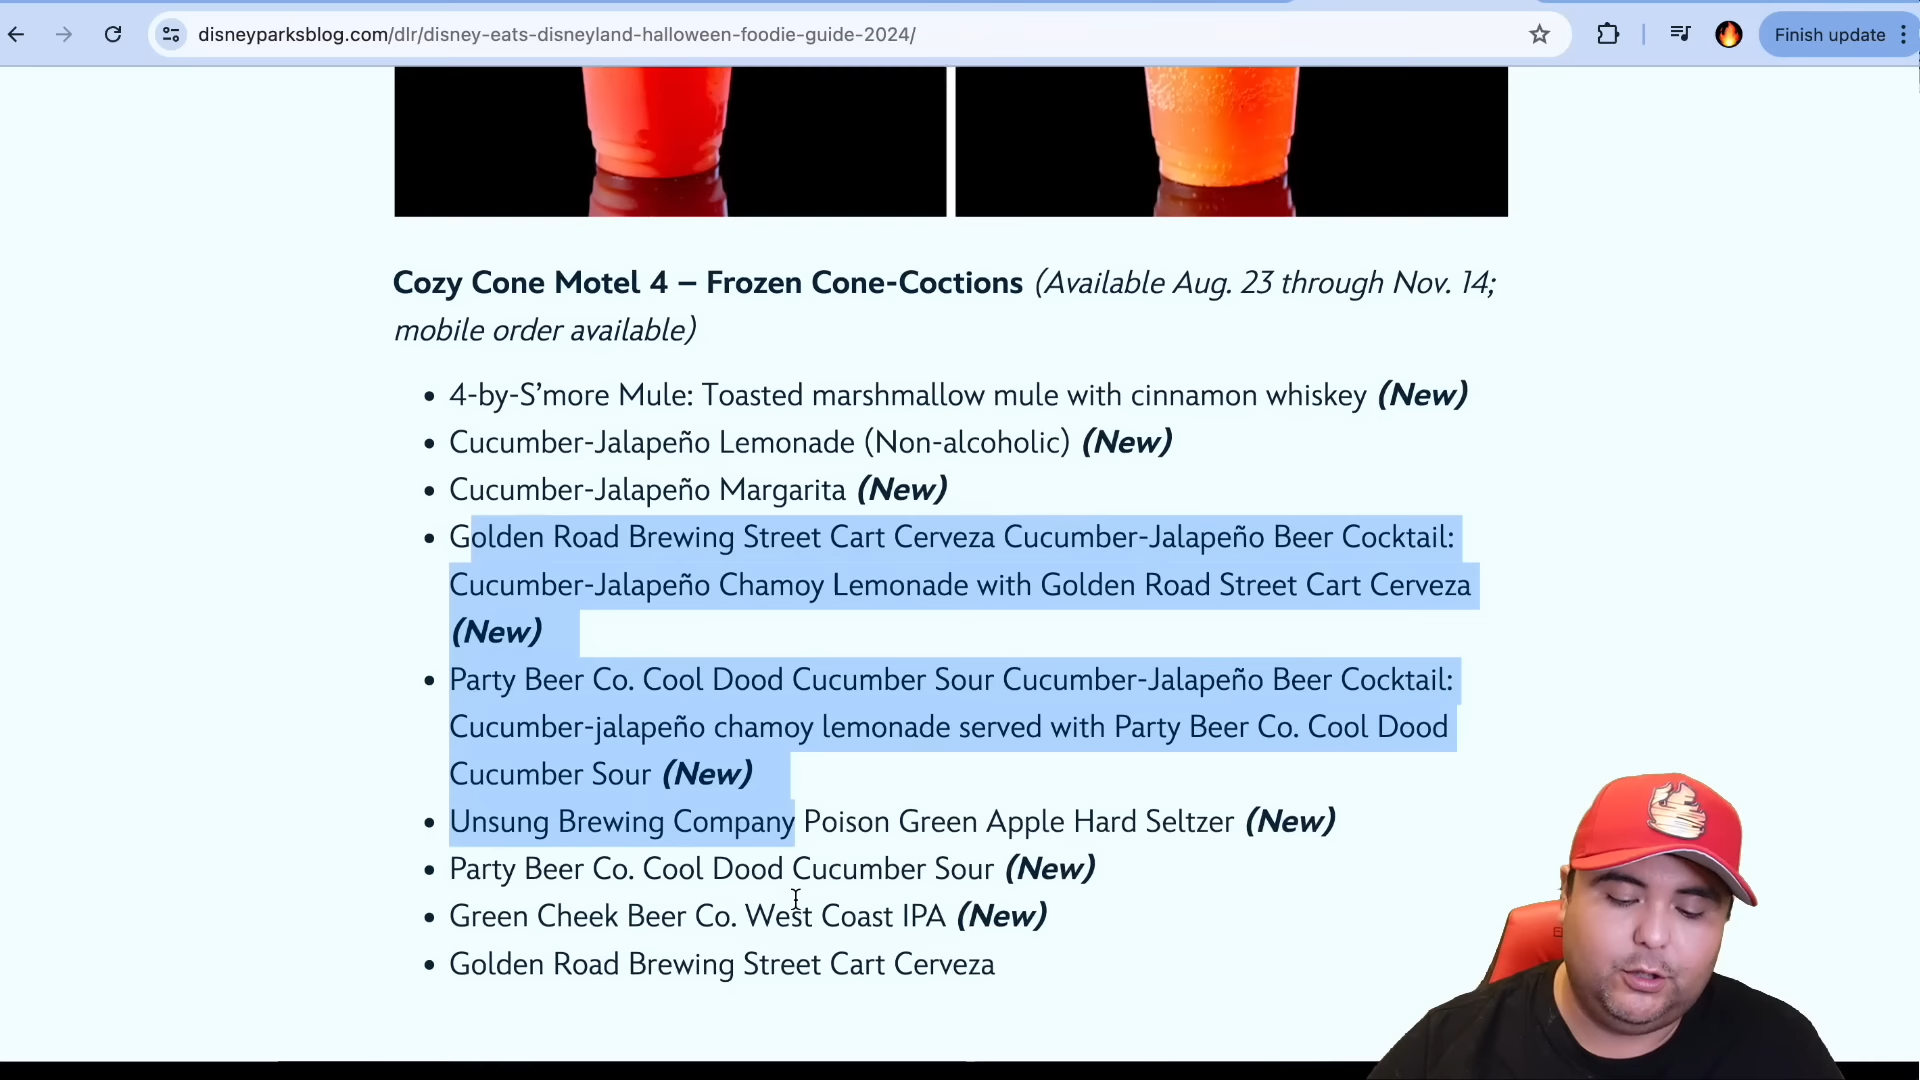 disneyparksblog.com/dlr/disney-eats-disneyland-halloween-foodie-guide-2024/
Finish update
Cozy Cone Motel 4 – Frozen Cone-Coctions (Available Aug. 23 through Nov. 14;
mobile order available)
• 4-by-S’more Mule: Toasted marshmallow mule with cinnamon whiskey (New)
• Cucumber-Jalapeño Lemonade (Non-alcoholic) (New)
• Cucumber-Jalapeño Margarita (New)
• Golden Road Brewing Street Cart Cerveza Cucumber-Jalapeño Beer Cocktail:
Cucumber-Jalapeño Chamoy Lemonade with Golden Road Street Cart Cerveza
(New)
• Party Beer Co. Cool Dood Cucumber Sour Cucumber-Jalapeño Beer Cocktail:
Cucumber-jalapeño chamoy lemonade served with Party Beer Co. Cool Dood
Cucumber Sour (New)
• Unsung Brewing Company Poison Green Apple Hard Seltzer (New)
• Party Beer Co. Cool Dood Cucumber Sour (New)
• Green Cheek Beer Co. West Coast IPA (New)
• Golden Road Brewing Street Cart Cerveza